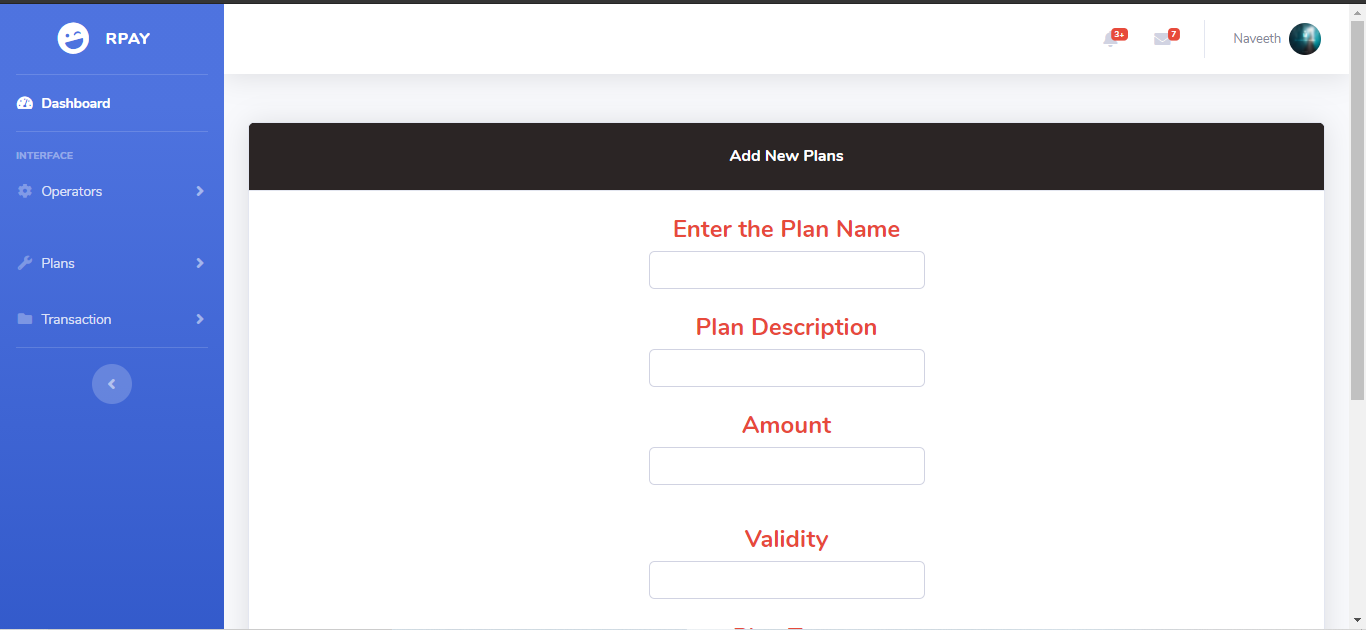 RPAY
3+
7
Naveeth
Dashboard
INTERFACE
Operators
Plans
Transaction
Add New Plans
Enter the Plan Name
Plan Description
Amount
Validity